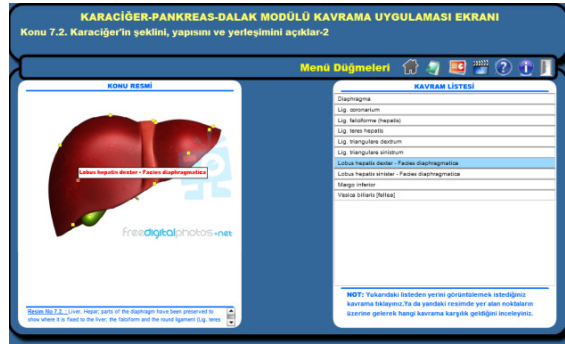 KARACİĞER-PANKREAS-DALAK MODÜLÜ KAVRAMA UYGULAMASI EKRANI
Konu 7.2. Karaciğer'in şeklini, yapısını ve yerleşimini açıklar-2
Menü Düğmeleri
KONU RESMİ
Lobus hepatis dexter - Facies diaphragmatica
freedigitalphotos.net
Resim No 7.2. : Liver, Hepar; parts of the diaphragm have been preserved to
show where it is fixed to the liver; the falciform and the round ligament (Lig. teres
KAVRAM LİSTESİ
Diaphragma
Lig. coronarium
Lig. falciforme (hepatis)
Lig. teres hepatis
Lig. triangulare dextrum
Lig. triangulare sinistrum
Lobus hepatis dexter - Facies diaphragmatica
Lobus hepatis sinister - Facies diaphragmatica
Margo inferior
Vesica biliaris [fellea]
NOT: Yukarıdaki listeden yerini görüntülemek istediğiniz
kavrama tıklayınız.Ya da yandaki resimde yer alan noktaların
üzerine gelerek hangi kavrama karşılık geldiğini inceleyiniz.